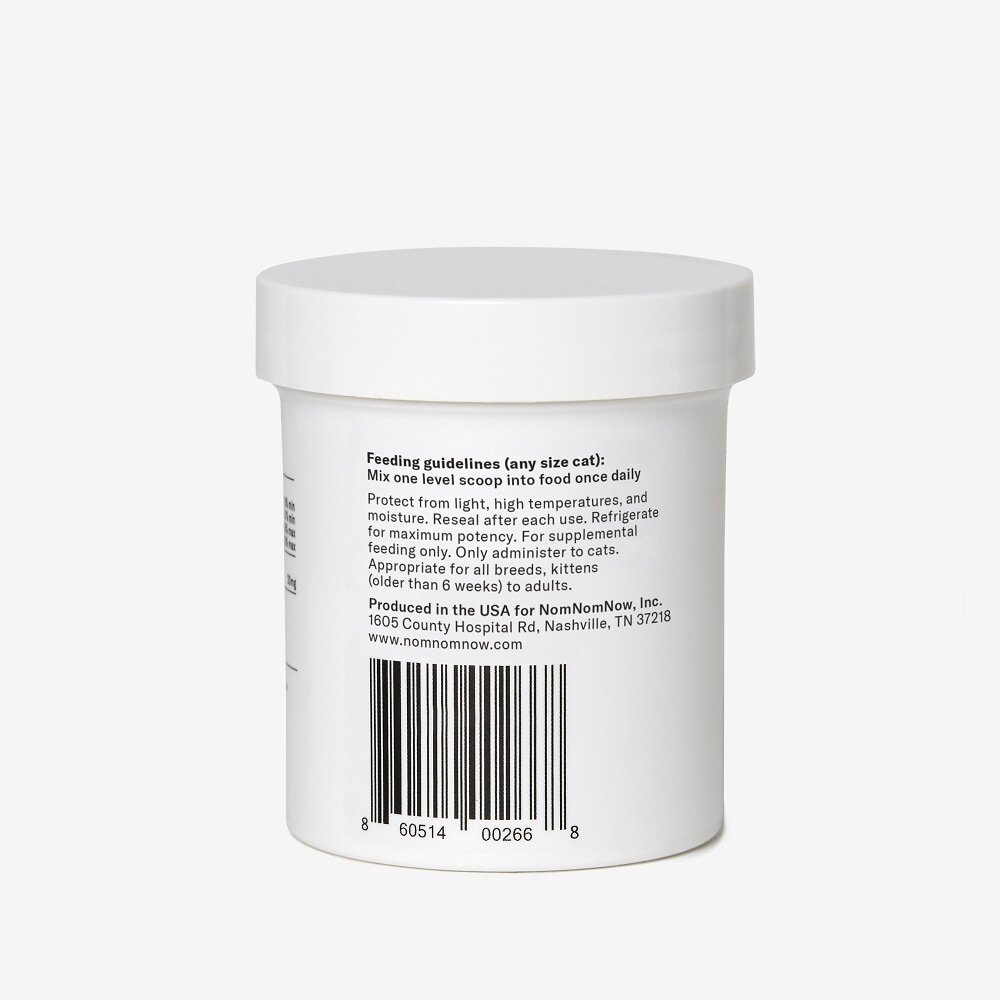 Feeding guidelines (any size cat):
Mix one level scoop into food once daily
Protect from light, high temperatures, and
moisture. Reseal after each use. Refrigerate
for maximum potency. For supplemental
feeding only. Only administer to cats.
Appropriate for all breeds, kittens
(older than 6 weeks) to adults.
Produced in the USA for NomNomNow, Inc.
1605 County Hospital Rd, Nashville, TN 37218
www.nomnomnow.com
8 60514 00266 8